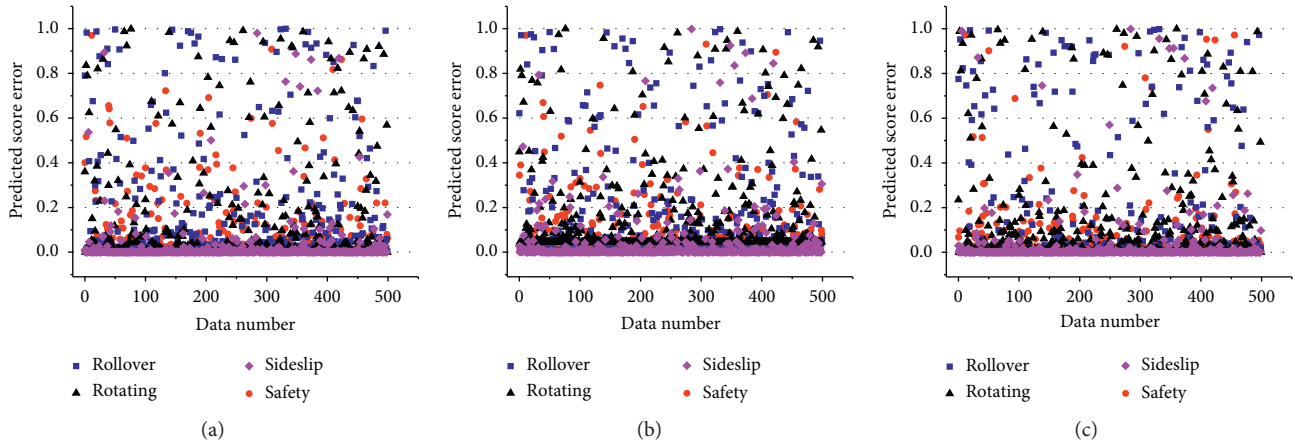 1.0
0.8
0.6
0.4
0.2
0.0
Predicted score error
0 100 200 300 400 500
Data number
Rollover
Rotating
Sideslip
Safety
(a)
1.0
0.8
0.6
0.4
0.2
0.0
Predicted score error
0 100 200 300 400 500
Data number
Rollover
Rotating
Sideslip
Safety
(b)
1.0
0.8
0.6
0.4
0.2
0.0
Predicted score error
0 100 200 300 400 500
Data number
Rollover
Rotating
Sideslip
Safety
(c)